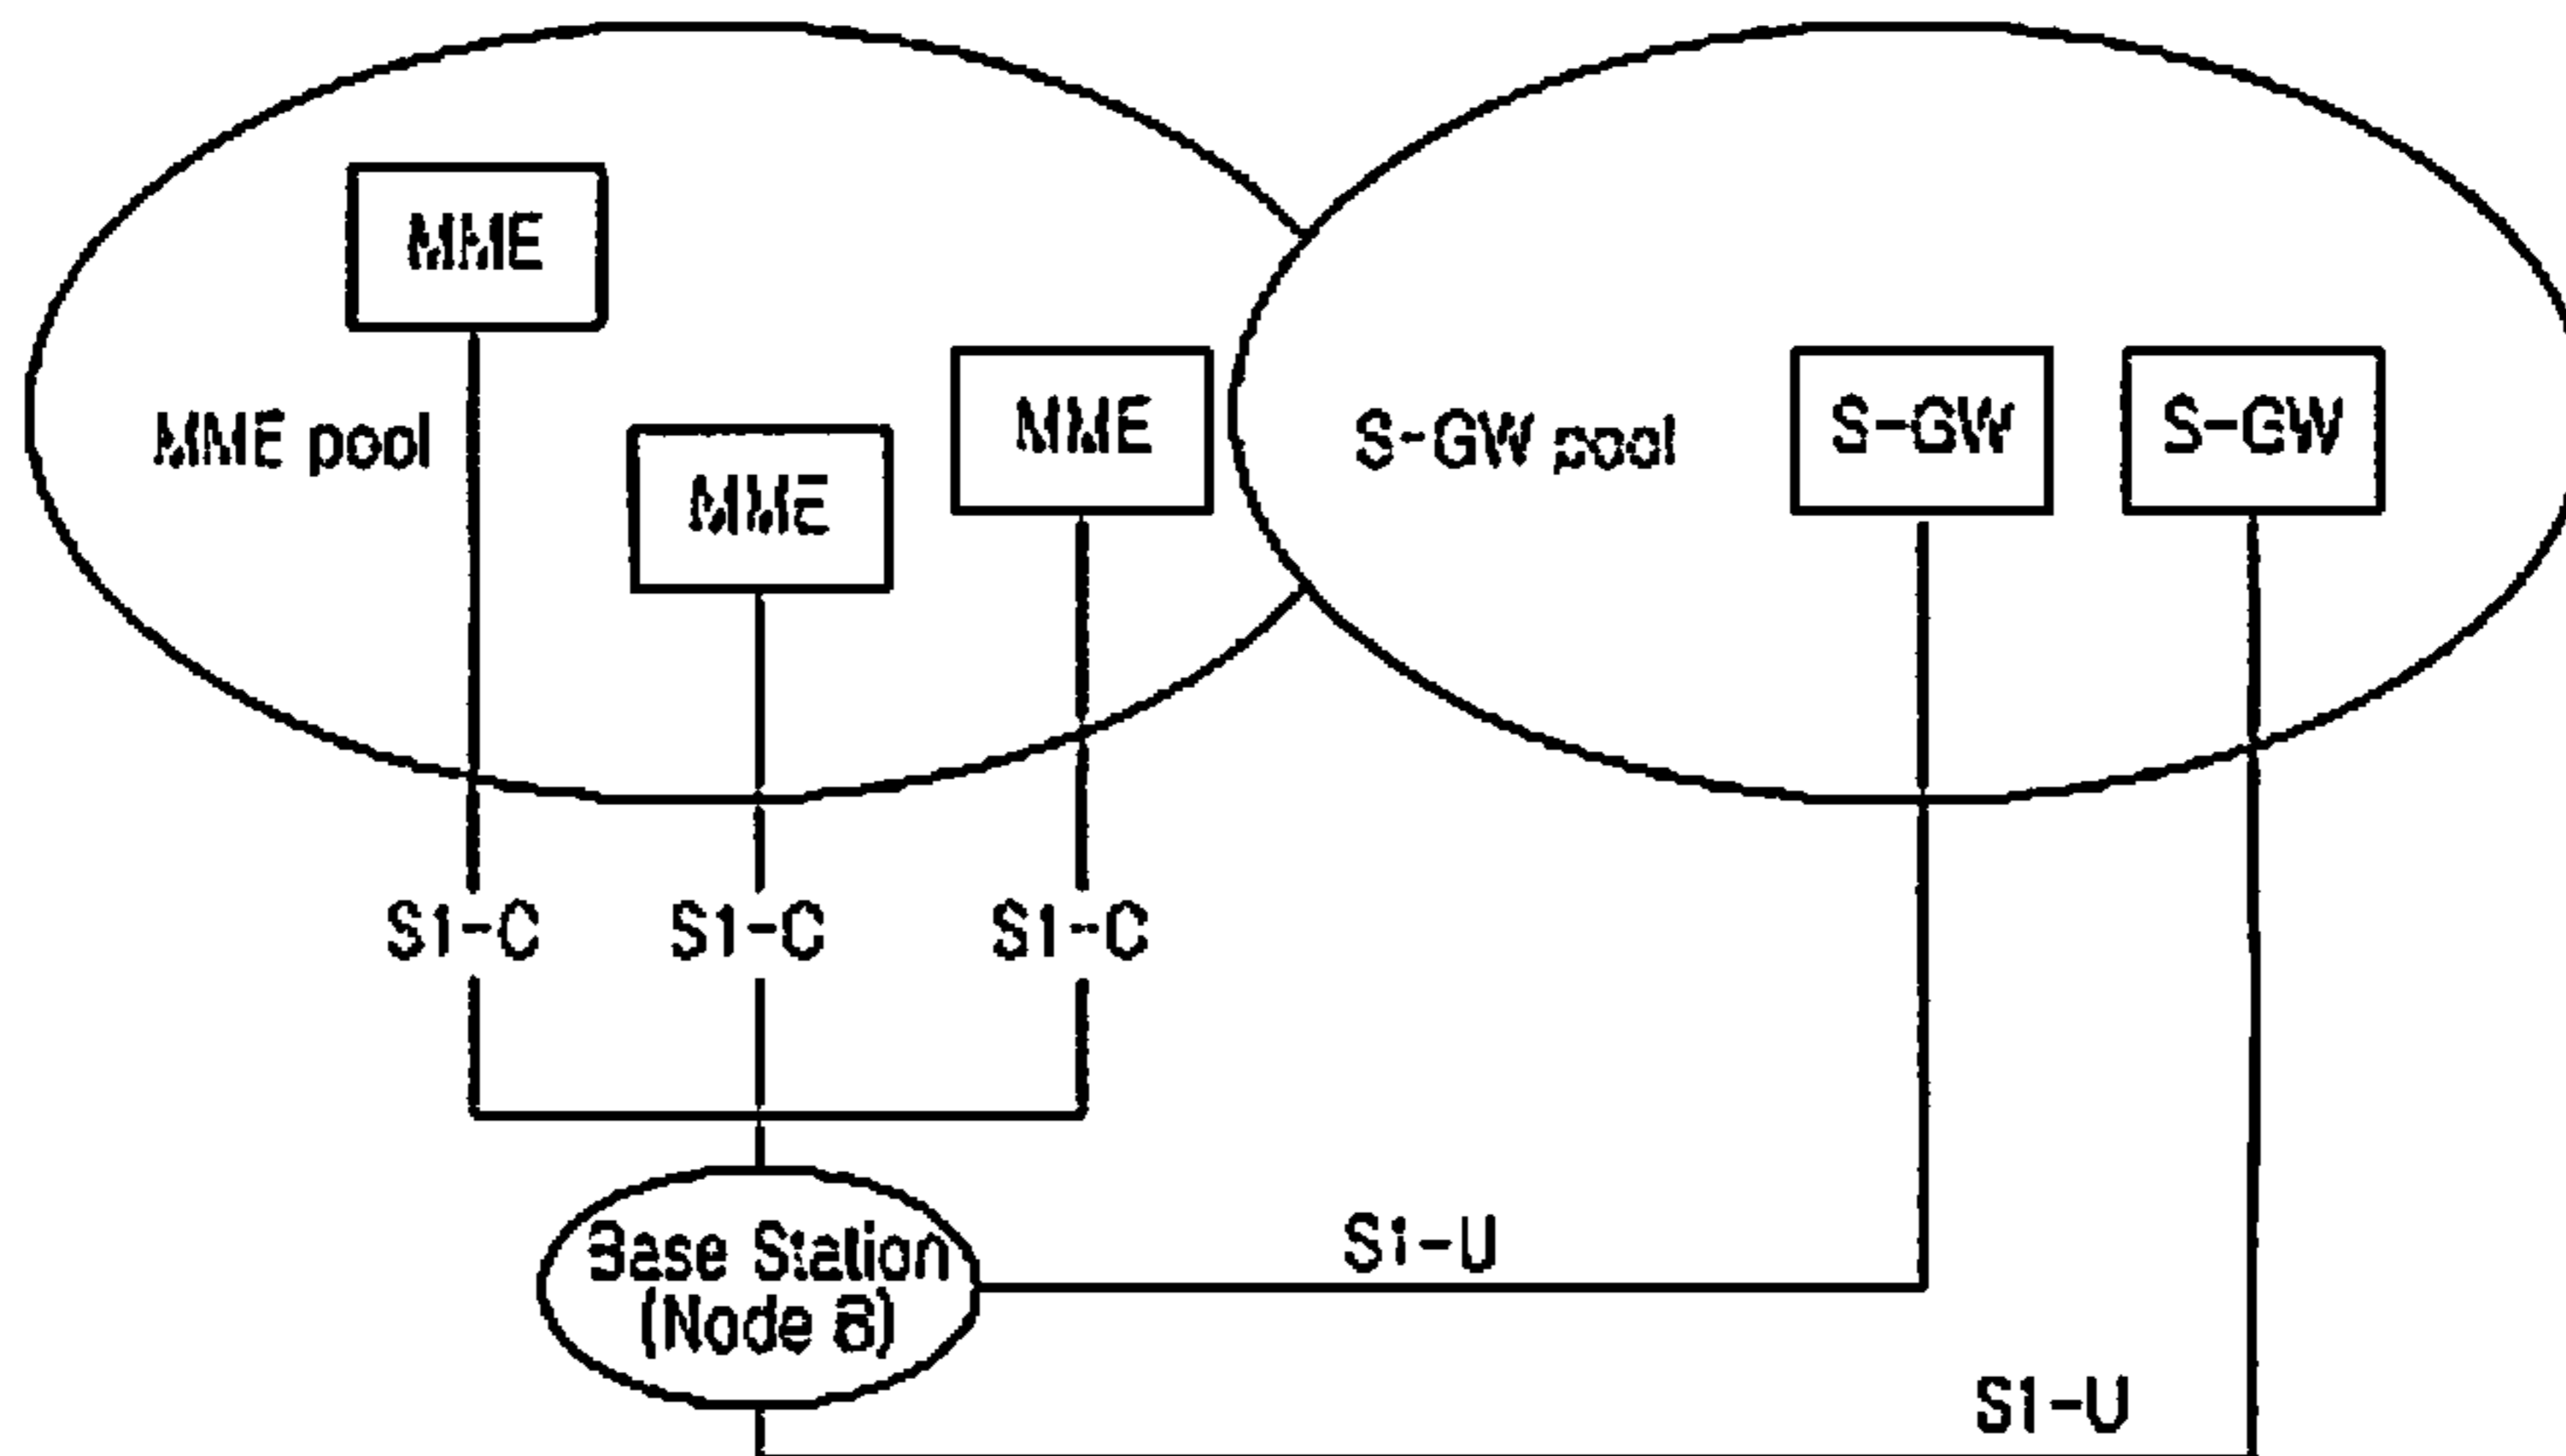 MME
MME pool
MME
MME
S-GW pool
S-GW
S-GW
S1-C
S1-C
S1-C
Base Station
(Node B)
S1-U
S1-U